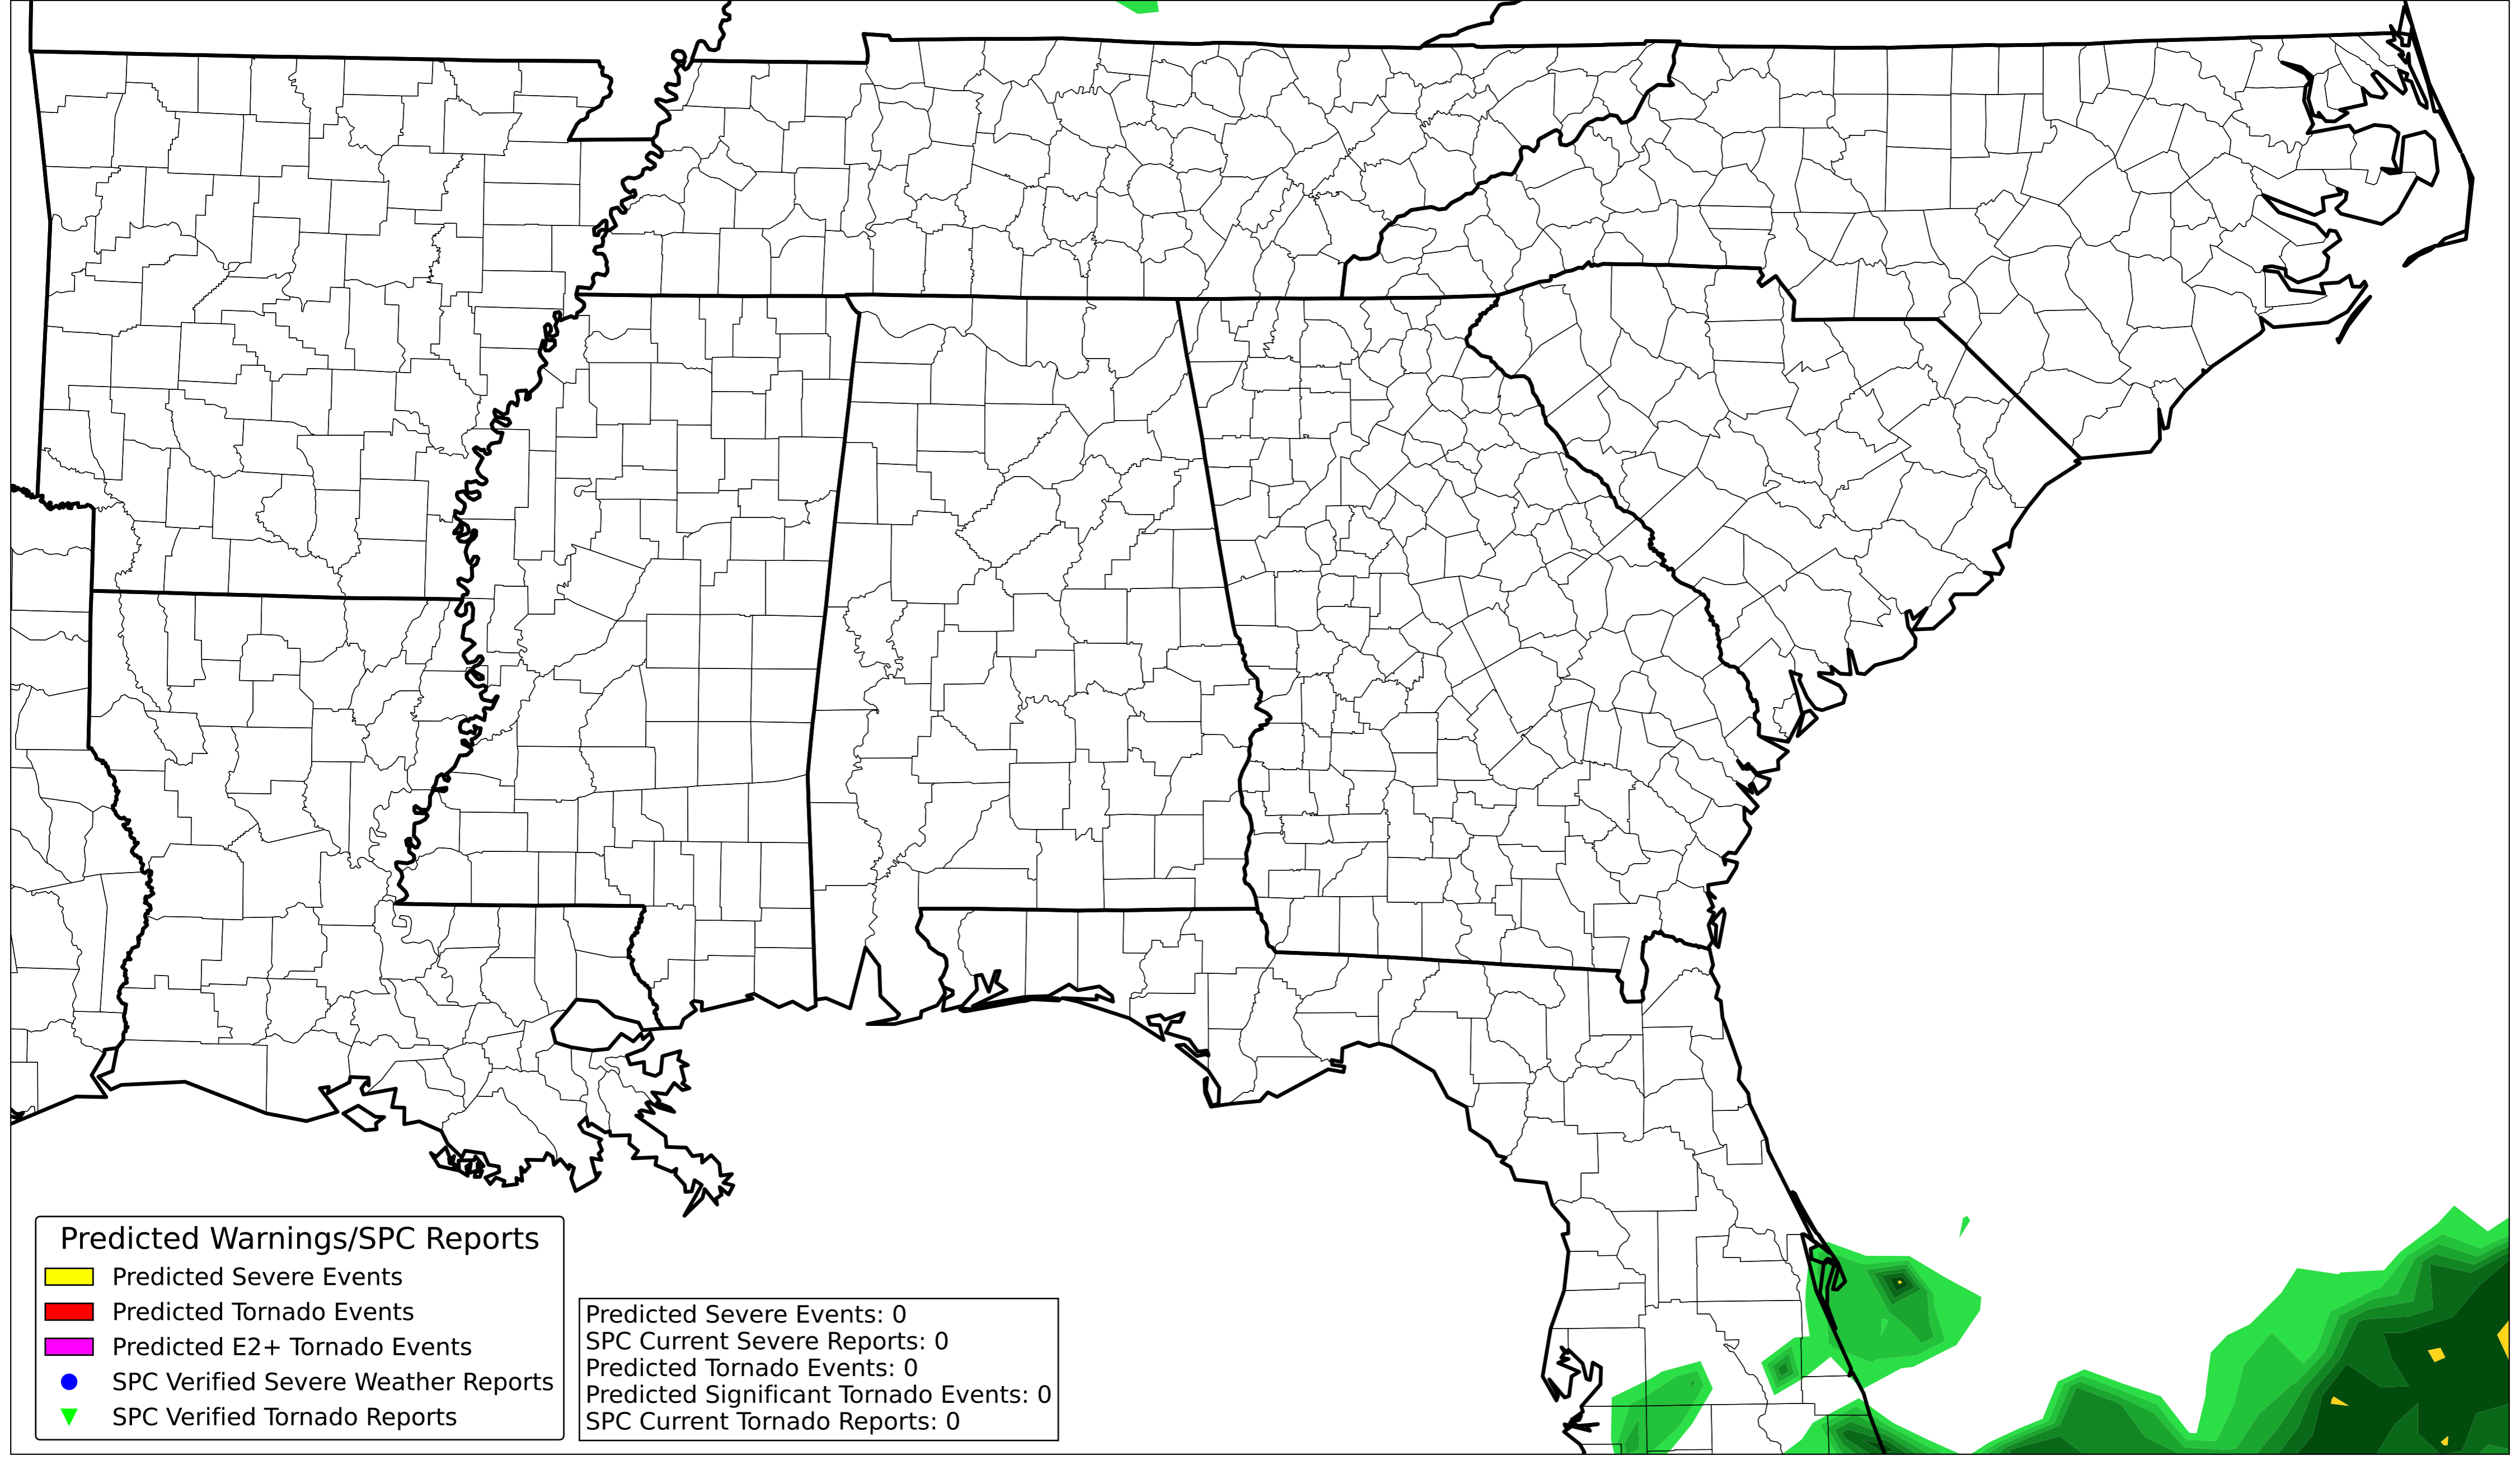 Predicted Warnings/SPC Reports
Predicted Severe Events
Predicted Tornado Events
Predicted E2+ Tornado Events
SPC Verified Severe Weather Reports
SPC Verified Tornado Reports
Predicted Severe Events: 0
SPC Current Severe Reports: 0
Predicted Tornado Events: 0
Predicted Significant Tornado Events: 0
SPC Current Tornado Reports: 0